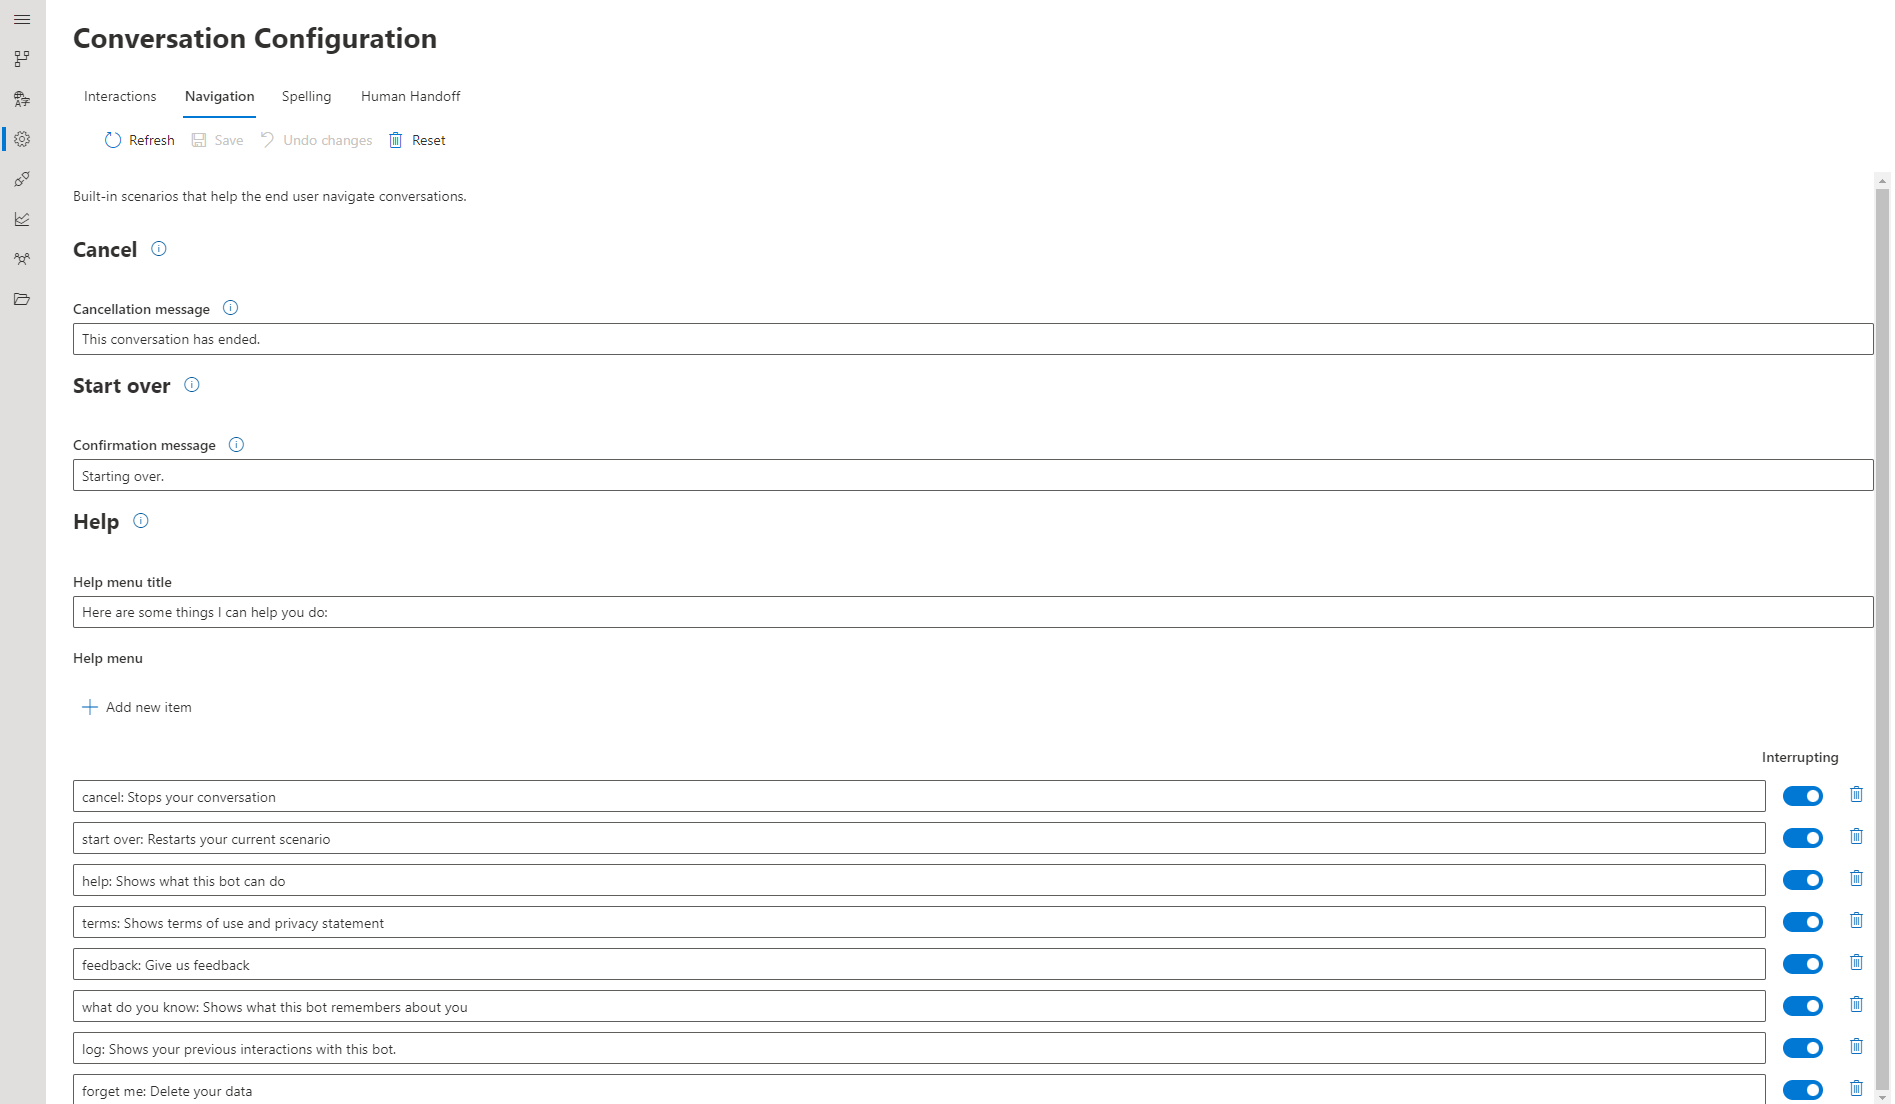 Conversation Configuration
Interactions Navigation Spelling Human Handoff
Refresh Save Undo changes Reset
Built-in scenarios that help the end user navigate conversations.
Cancel
Cancellation message
This conversation has ended.
Start over
Confirmation message
Starting over.
Help
Help menu title
Here are some things I can help you do:
Help menu
Add new item
Interrupting
cancel: Stops your conversation
start over: Restarts your current scenario
help: Shows what this bot can do
terms: Shows terms of use and privacy statement
feedback: Give us feedback
what do you know: Shows what this bot remembers about you
log: Shows your previous interactions with this bot.
forget me: Delete your data